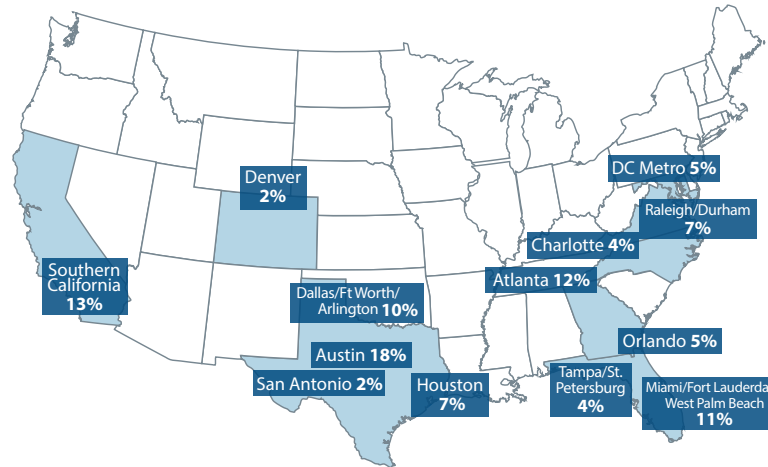 DC Metro 5%
Denver
2%
Raleigh/Durham
7%
Charlotte 4%
Southern
California
13%
Atlanta 12%
Dallas/Ft Worth/
Arlington 10%
Orlando 5%
Austin 18%
San Antonio 2%
Houston
7%
Tampa/St.
Petersburg
4%
Miami/Fort Lauderda
West Palm Beach
11%